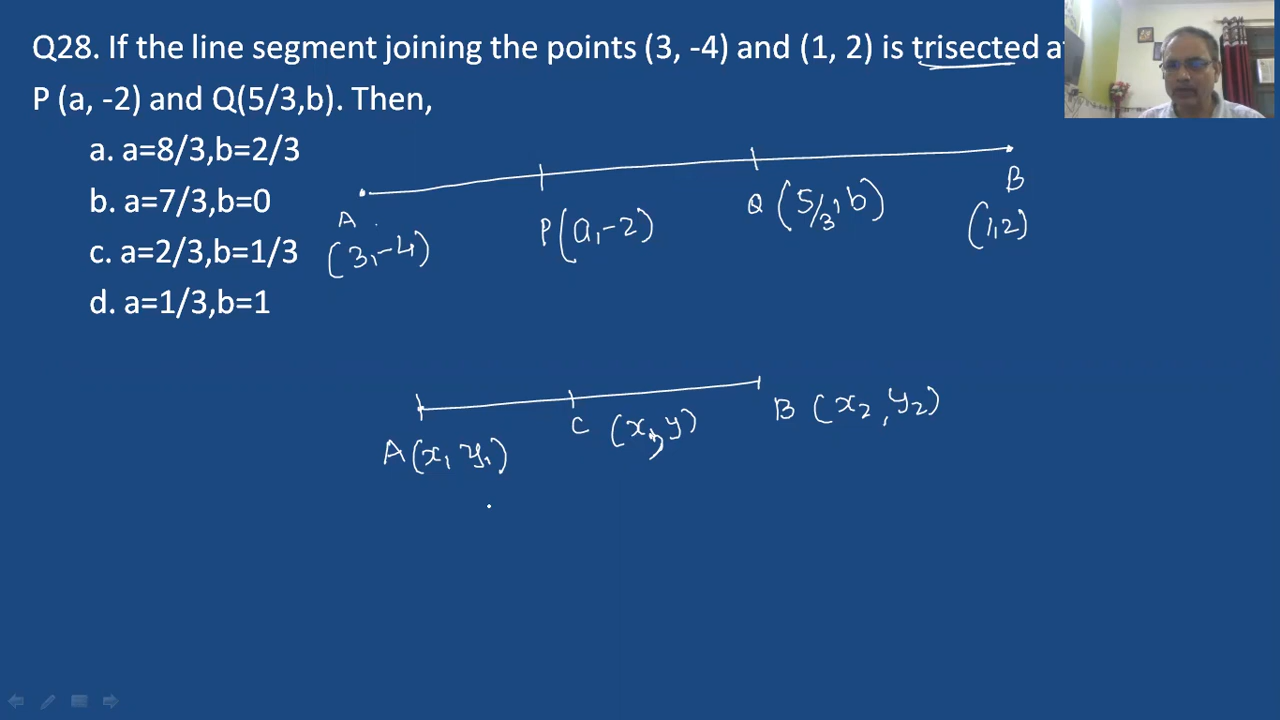 Q28. If the line segment joining the points (3, -4) and (1, 2) is trisected at
P (a, -2) and Q(5/3,b). Then,
a. a=8/3,b=2/3
b. a=7/3,b=0
c. a=2/3,b=1/3
d. a=1/3,b=1
A P(a,-2) Q (5/3, b) B
(3,-4) (1,2)
A(x1 y1) C (x,y) B (x2, y2)